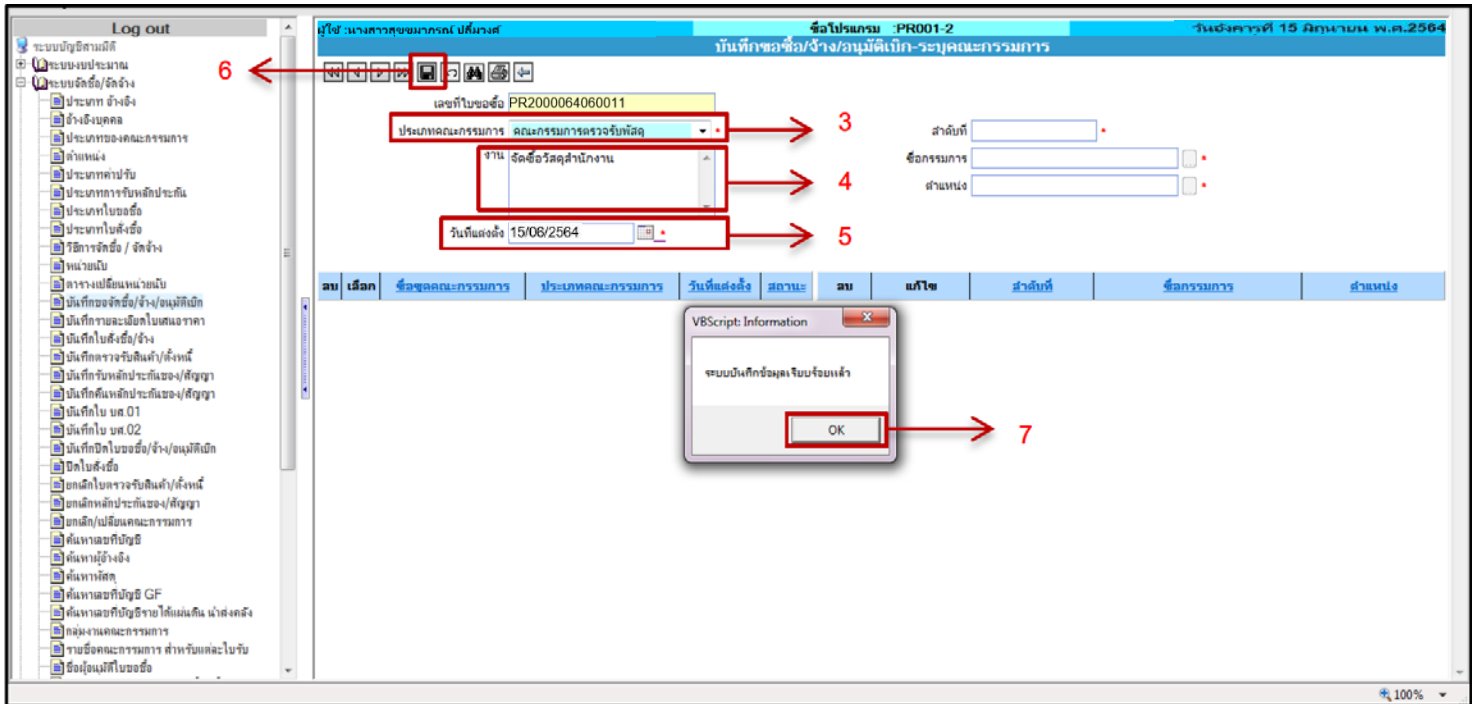 Log out
ระบบบัญชีสามมิติ
ระบบงบประมาณ
ระบบจัดซื้อ/จัดจ้าง
ประเภท อ้างอิง
อ้างอิงบุคคล
ประเภทของคณะกรรมการ
ตำแหน่ง
ประเภทค่าปรับ
ประเภทการรับหลักประกัน
ประเภทใบขอซื้อ
ประเภทใบสั่งซื้อ
วิธีการจัดซื้อ / จัดจ้าง
หน่วยนับ
ตารางเปลี่ยนหน่วยนับ
บันทึกขอจัดซื้อ/จ้าง/อนุมัติเบิก
บันทึกรายละเอียดใบเสนอราคา
บันทึกใบสั่งซื้อ/จ้าง
บันทึกตรวจรับสินค้า/ตั้งหนี้
บันทึกรับหลักประกันซอง/สัญญา
บันทึกคืนหลักประกันซอง/สัญญา
บันทึกใบ บศ.01
บันทึกใบ บศ.02
บันทึกปิดใบขอซื้อ/จ้าง/อนุมัติเบิก
ปิดใบสั่งซื้อ
ยกเลิกใบตรวจรับสินค้า/ตั้งหนี้
ยกเลิกหลักประกันซอง/สัญญา
ยกเลิก/เปลี่ยนคณะกรรมการ
ค้นหาเลขที่บัญชี
ค้นหาผู้อ้างอิง
ค้นหาพัสดุ
ค้นหาเลขที่บัญชี GF
ค้นหาเลขที่บัญชีรายได้แผ่นดิน นำส่งคลัง
กลุ่มงานคณะกรรมการ
รายชื่อคณะกรรมการ สำหรับแต่ละใบรับ
ชื่อผู้อนุมัติใบขอซื้อ
ผู้ใช้ :นางสาว ชื่อโปรแกรม :PR001-2 วันอังคารที่ 15 มิถุนายน พ.ศ.2564
บันทึกขอซื้อ/จ้าง/อนุมัติเบิก-ระบุคณะกรรมการ
6
เลขที่ใบขอซื้อ PR2000064060011
ประเภทคณะกรรมการ คณะกรรมการตรวจรับพัสดุ * 3 ลำดับที่ *
งาน จัดซื้อวัสดุสำนักงาน 4 ชื่อกรรมการ *
ตำแหน่ง *
วันที่แต่งตั้ง 15/06/2564 * 5
ลบ เลือก ชื่อชุดคณะกรรมการ ประเภทคณะกรรมการ วันที่แต่งตั้ง สถานะ ลบ แก้ไข ลำดับที่ ชื่อกรรมการ ตำแหน่ง
VBScript: Information
ระบบบันทึกข้อมูลเรียบร้อยแล้ว
OK 7
100%